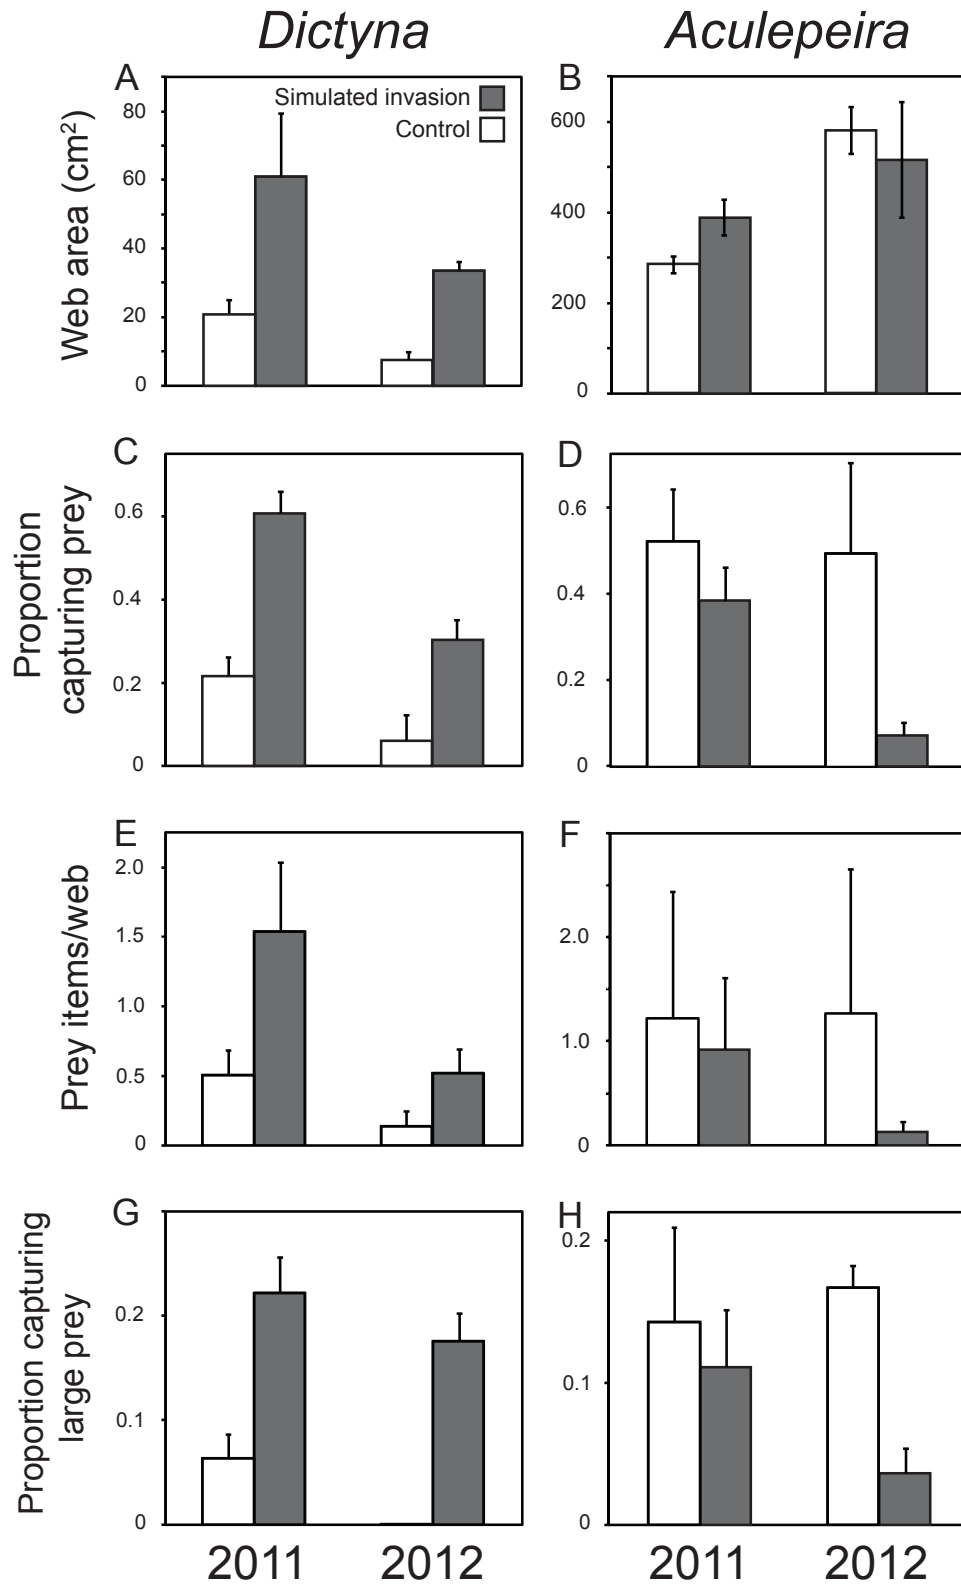 Dictyna
Aculepeira
A
Simulated invasion
Control
80
60
40
20
0
Web area (cm²)
B
600
400
200
0
C
0.6
0.4
0.2
0
Proportion
capturing prey
D
0.6
0.4
0.2
0
E
2.0
1.5
1.0
0.5
0
Prey items/web
F
2.0
1.0
0
G
0.2
0.1
0
Proportion capturing
large prey
H
0.2
0.1
0
2011
2012
2011
2012